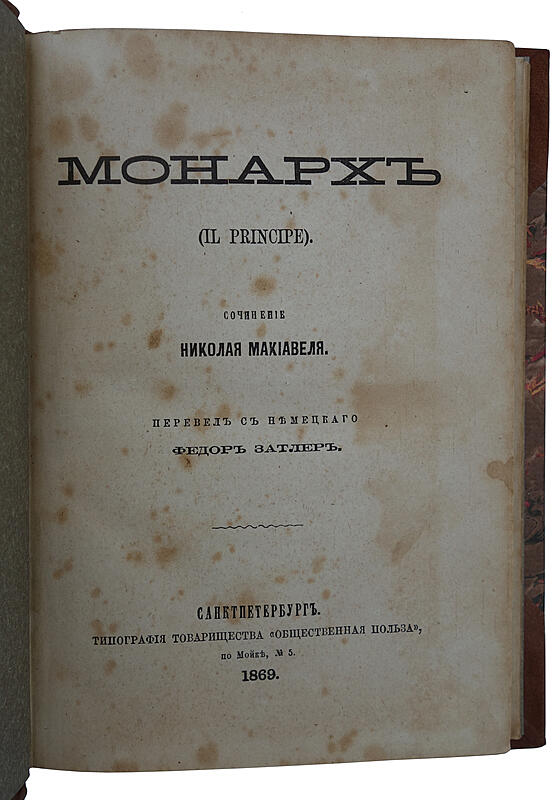 МОНАРХЪ
(IL PRINCIPE).
СОЧИНЕНІЕ
НИКОЛАЯ МАХІАВЕЛЯ.
ПЕРЕВЕЛЪ СЪ НѢМЕЦКАГО
ФЕДОРЪ ЗАТЛЕРЪ.
САНКТПЕТЕРБУРГЪ.
ТИПОГРАФІЯ ТОВАРИЩЕСТВА «ОБЩЕСТВЕННАЯ ПОЛЬЗА»,
по Мойкѣ, № 5.
1869.